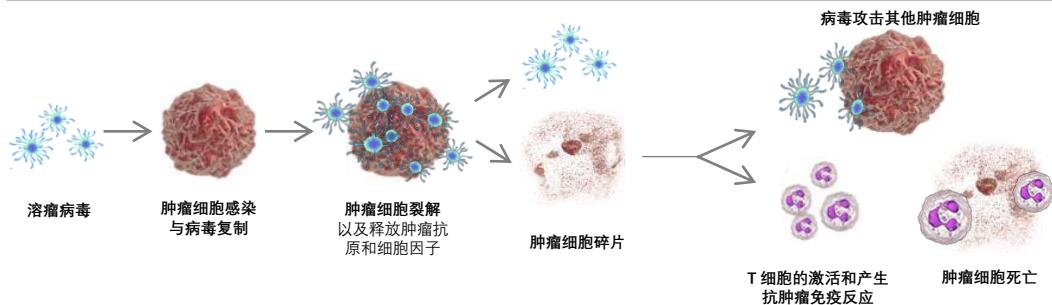 病毒攻击其他肿瘤细胞
溶瘤病毒
肿瘤细胞感染
与病毒复制
肿瘤细胞裂解
以及释放肿瘤抗
原和细胞因子
肿瘤细胞碎片
T 细胞的激活和产生
抗肿瘤免疫反应
肿瘤细胞死亡